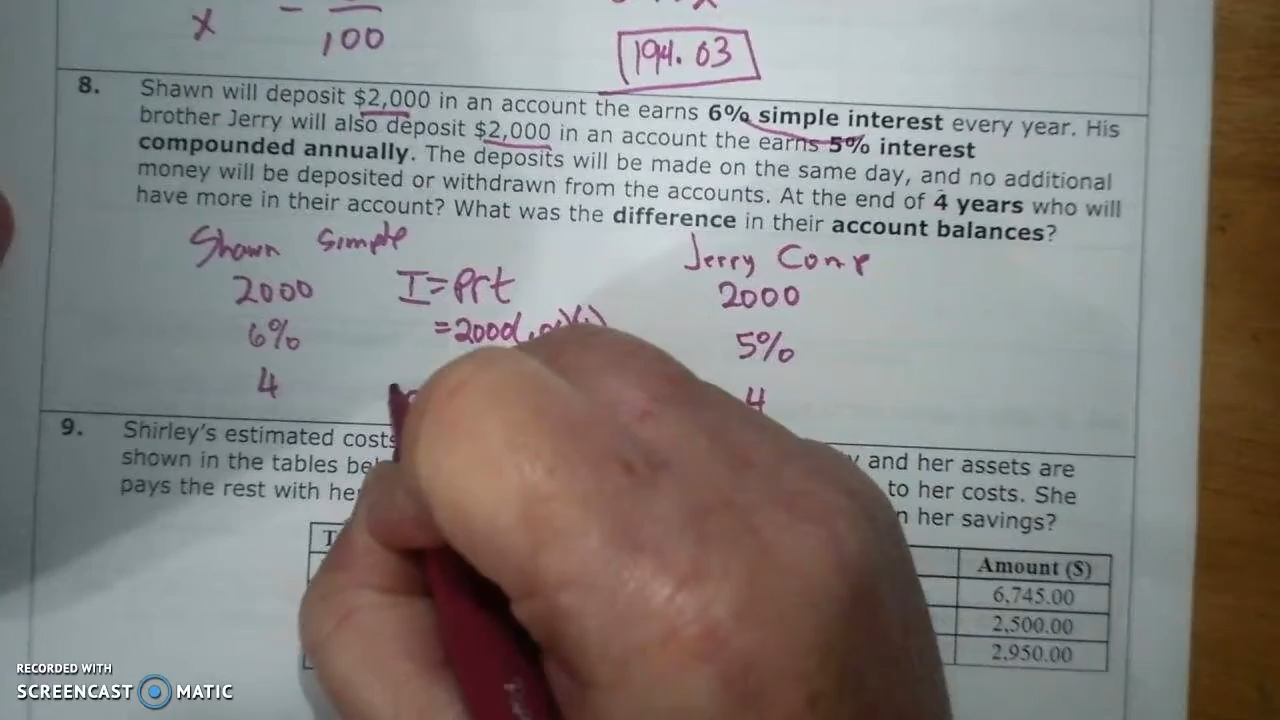 x = 100
194.03
8. Shawn will deposit $2,000 in an account the earns 6% simple interest every year. His
brother Jerry will also deposit $2,000 in an account the earns 5% interest
compounded annually. The deposits will be made on the same day, and no additional
money will be deposited or withdrawn from the accounts. At the end of 4 years who will
have more in their account? What was the difference in their account balances?
Shawn Simple
Jerry Comp
2000 I=Prt 2000
6% =2000 5%
4 4
9. Shirley's estimated costs
and her assets are
shown in the tables
to her costs. She
pays the rest with
her savings?
Amount ($)
6,745.00
2,500.00
2,950.00
RECORDED WITH
SCREENCAST MATIC